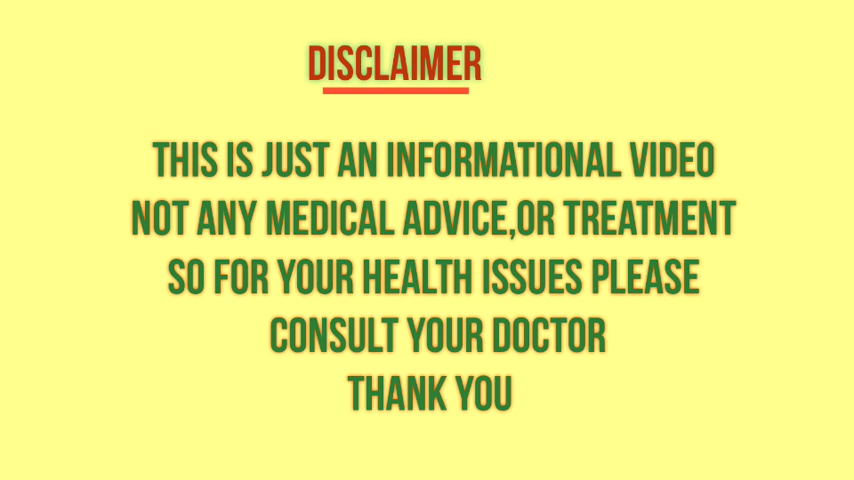 DISCLAIMER
THIS IS JUST AN INFORMATIONAL VIDEO
NOT ANY MEDICAL ADVICE,OR TREATMENT
SO FOR YOUR HEALTH ISSUES PLEASE
CONSULT YOUR DOCTOR
THANK YOU